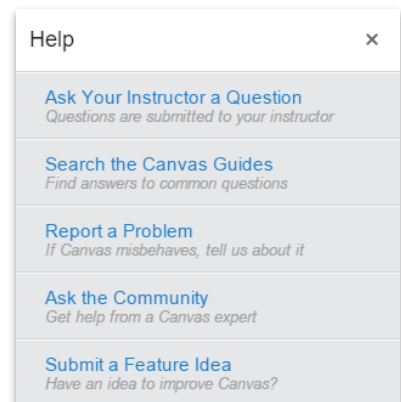 Help ×
Ask Your Instructor a Question
Questions are submitted to your instructor
Search the Canvas Guides
Find answers to common questions
Report a Problem
If Canvas misbehaves, tell us about it
Ask the Community
Get help from a Canvas expert
Submit a Feature Idea
Have an idea to improve Canvas?